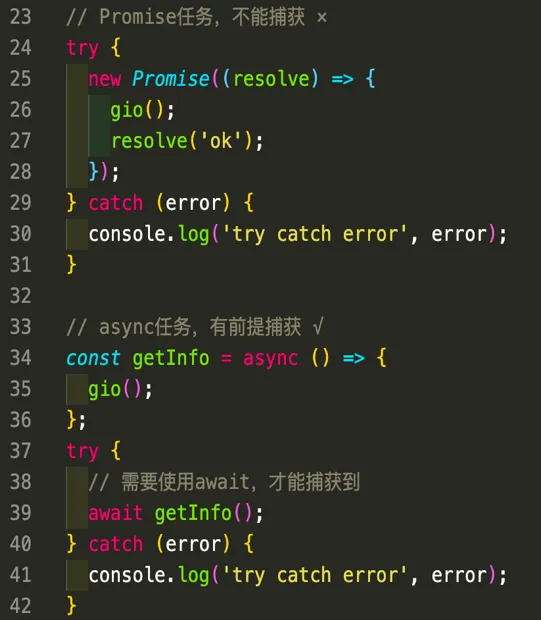 23 // Promise任务，不能捕获 ×
24 try {
25   new Promise((resolve) => {
26     gio();
27     resolve('ok');
28   });
29 } catch (error) {
30   console.log('try catch error', error);
31 }
32
33 // async任务，有前提捕获 √
34 const getInfo = async () => {
35   gio();
36 };
37 try {
38   // 需要使用await，才能捕获到
39   await getInfo();
40 } catch (error) {
41   console.log('try catch error', error);
42 }